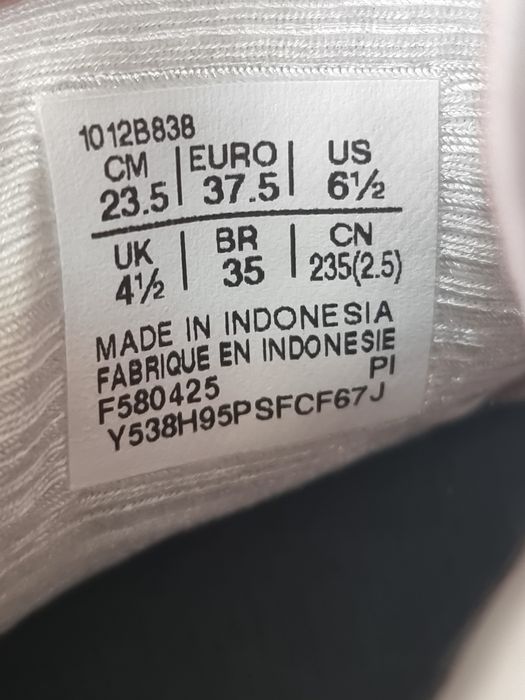 1012B838
CM | EURO | US
23.5 | 37.5 | 6½
UK | BR | CN
4½ | 35 | 235(2.5)
MADE IN INDONESIA
FABRIQUE EN INDONESIE
F580425 PI
Y538H95PSFCF67J